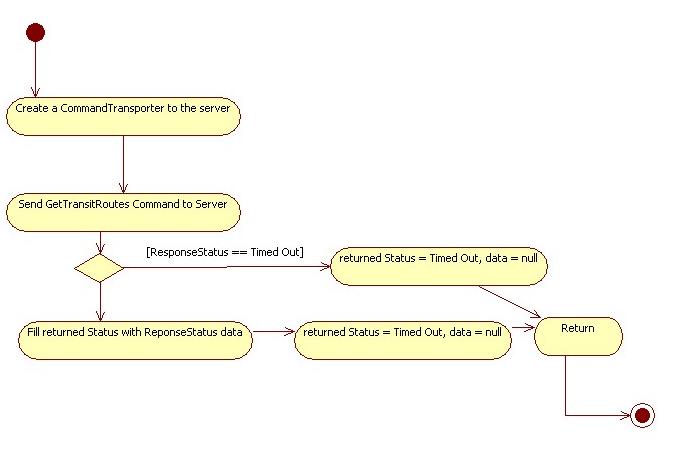 Create a CommandTransporter to the server
Send GetTransitRoutes Command to Server
[ResponseStatus == Timed Out]
returned Status = Timed Out, data = null
Fill returned Status with ReponseStatus data
returned Status = Timed Out, data = null
Return